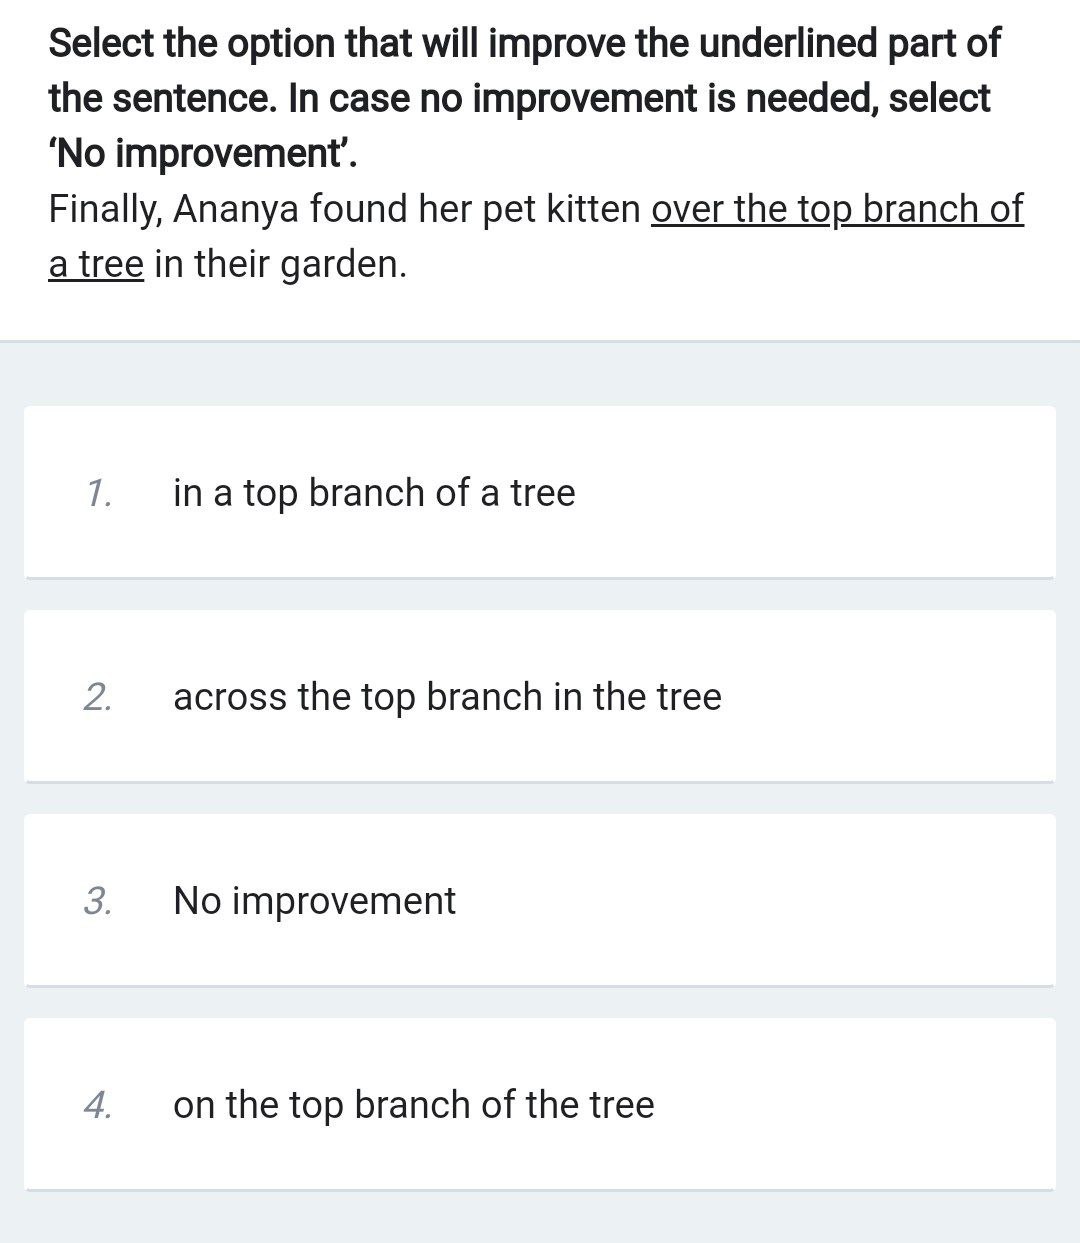 Select the option that will improve the underlined part of
the sentence. In case no improvement is needed, select
‘No improvement’.
Finally, Ananya found her pet kitten over the top branch of
a tree in their garden.
1. in a top branch of a tree
2. across the top branch in the tree
3. No improvement
4. on the top branch of the tree